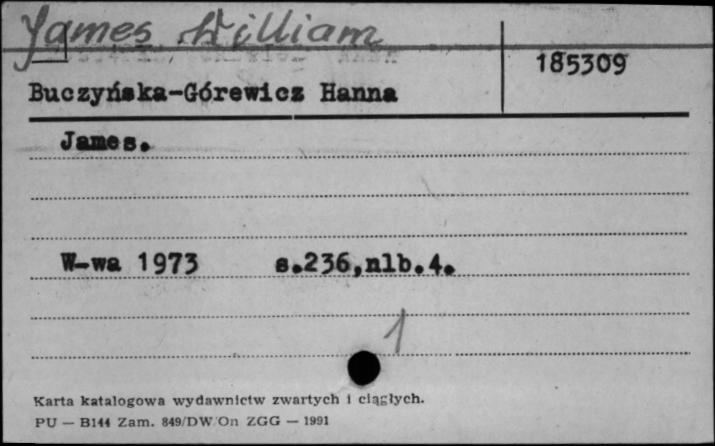 James William
185309
Buczyńska-Górewicz Hanna
James.
W-wa 1973 s.236,nlb.4.
1
Karta katalogowa wydawnictw zwartych i ciągłych.
PU — B144 Zam. 849/DW/On ZGG — 1991